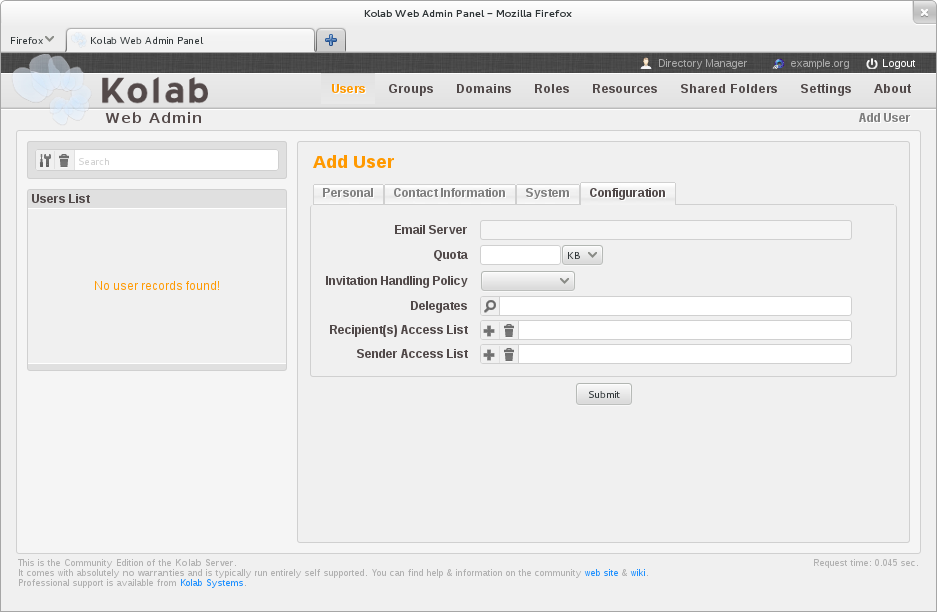 Kolab Web Admin Panel – Mozilla Firefox
Firefox
Kolab Web Admin Panel
Directory Manager example.org Logout
Kolab
Web Admin
Users Groups Domains Roles Resources Shared Folders Settings About
Add User
Search
Users List
No user records found!
Add User
Personal Contact Information System Configuration
Email Server
Quota KB
Invitation Handling Policy
Delegates
Recipient(s) Access List
Sender Access List
Submit
This is the Community Edition of the Kolab Server.
Request time: 0.045 sec.
It comes with absolutely no warranties and is typically run entirely self supported. You can find help & information on the community web site & wiki.
Professional support is available from Kolab Systems.